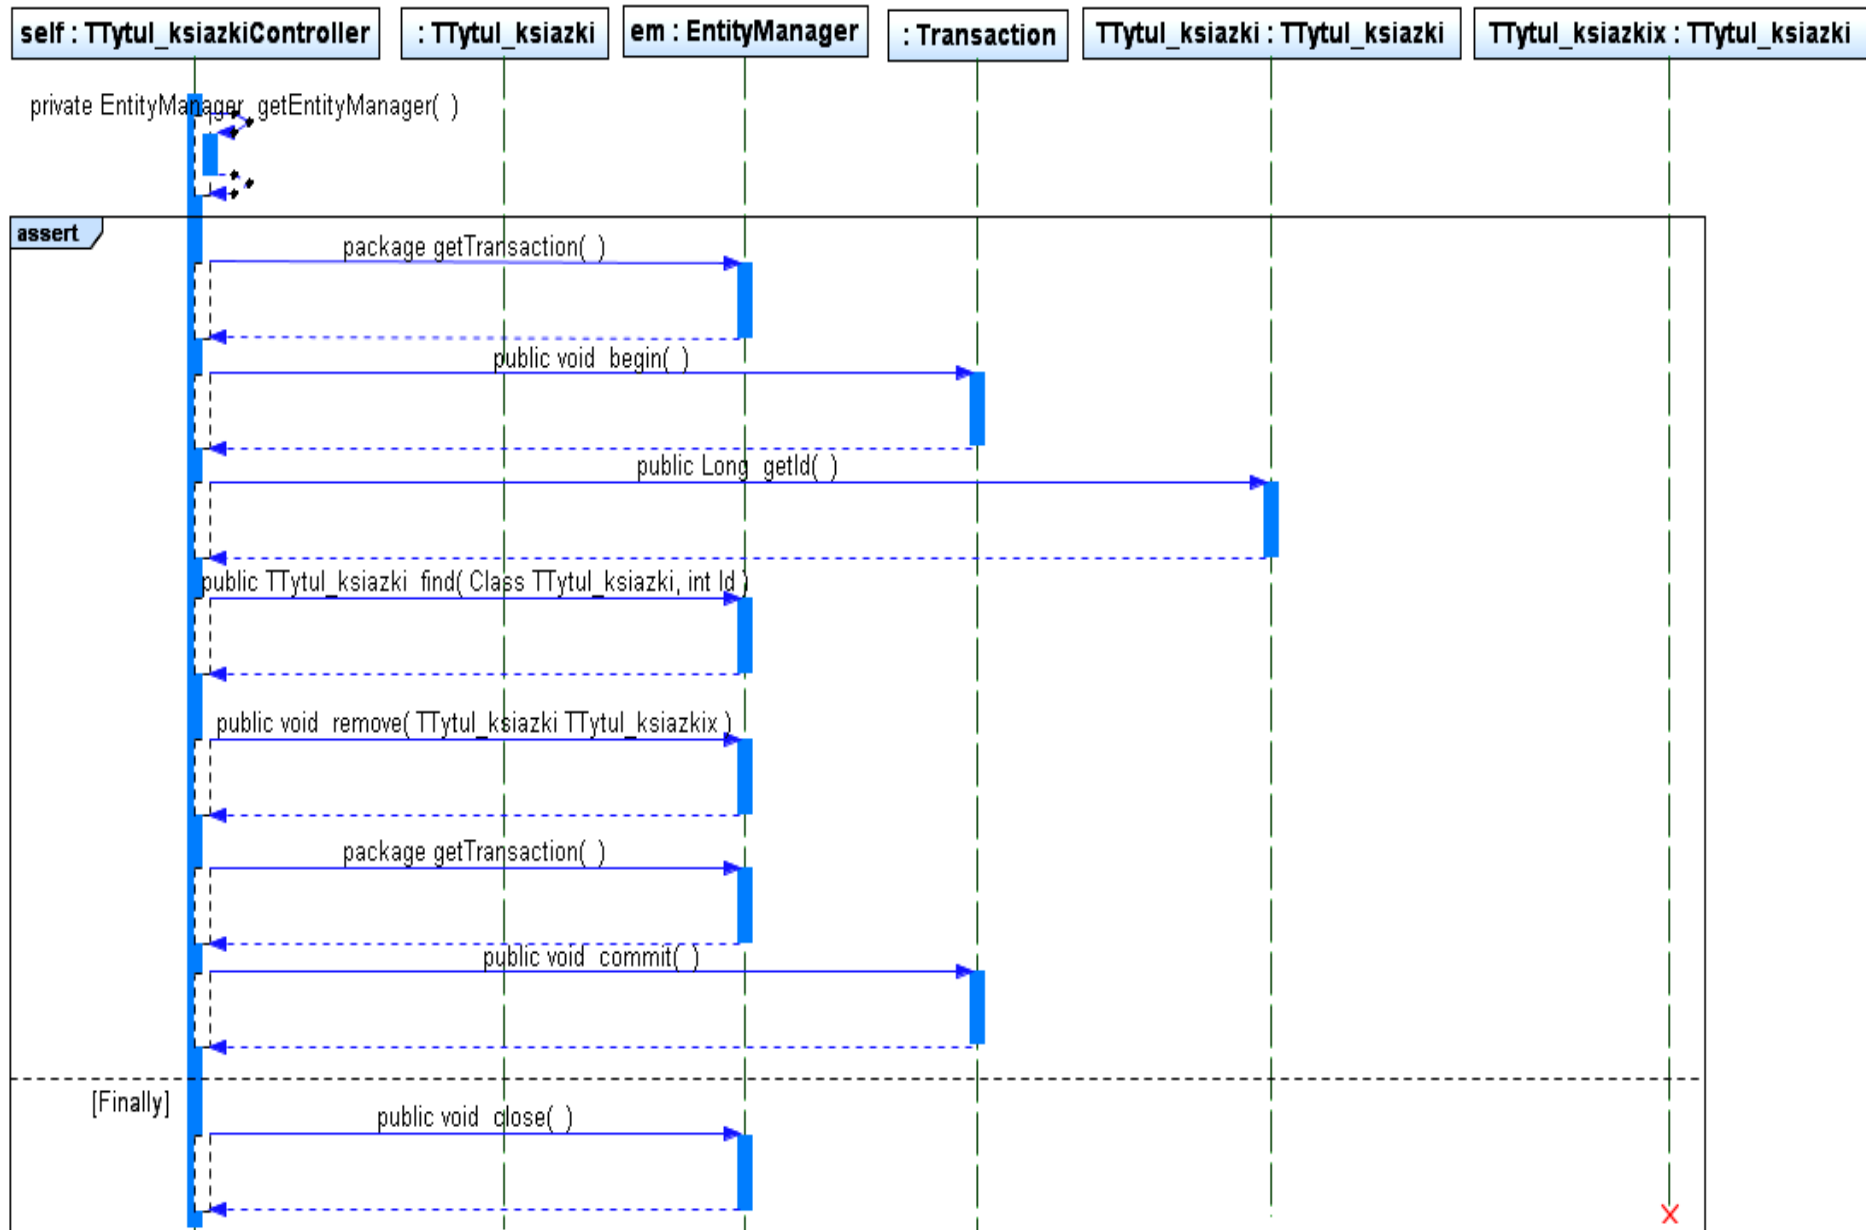 self : TTytul_ksiazkiController
: TTytul_ksiazki
em : EntityManager
: Transaction
TTytul_ksiazki : TTytul_ksiazki
TTytul_ksiazkix : TTytul_ksiazki
private EntityManager getEntityManager( )
assert
package getTransaction( )
public void begin( )
public Long getId( )
public TTytul_ksiazki find( Class TTytul_ksiazki, int Id )
public void remove( TTytul_ksiazki TTytul_ksiazkix )
package getTransaction( )
public void commit( )
[Finally]
public void close( )